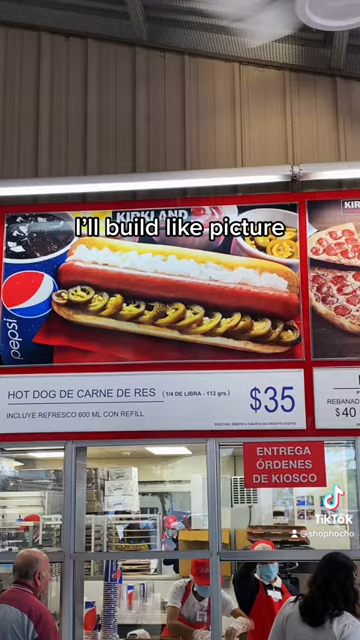 KIRKLAND
I'll build like picture
KIR
pepsi
HOT DOG DE CARNE DE RES (1/4 DE LIBRA - 113 grs.) $35
INCLUYE REFRESCO 600 ML CON REFILL
REBANAD
$40
ENTREGA
ÓRDENES
DE KIOSCO
TikTok
@shophocho